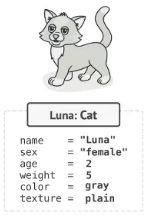 Luna: Cat
name = "Luna"
sex = "female"
age = 2
weight = 5
color = gray
texture = plain